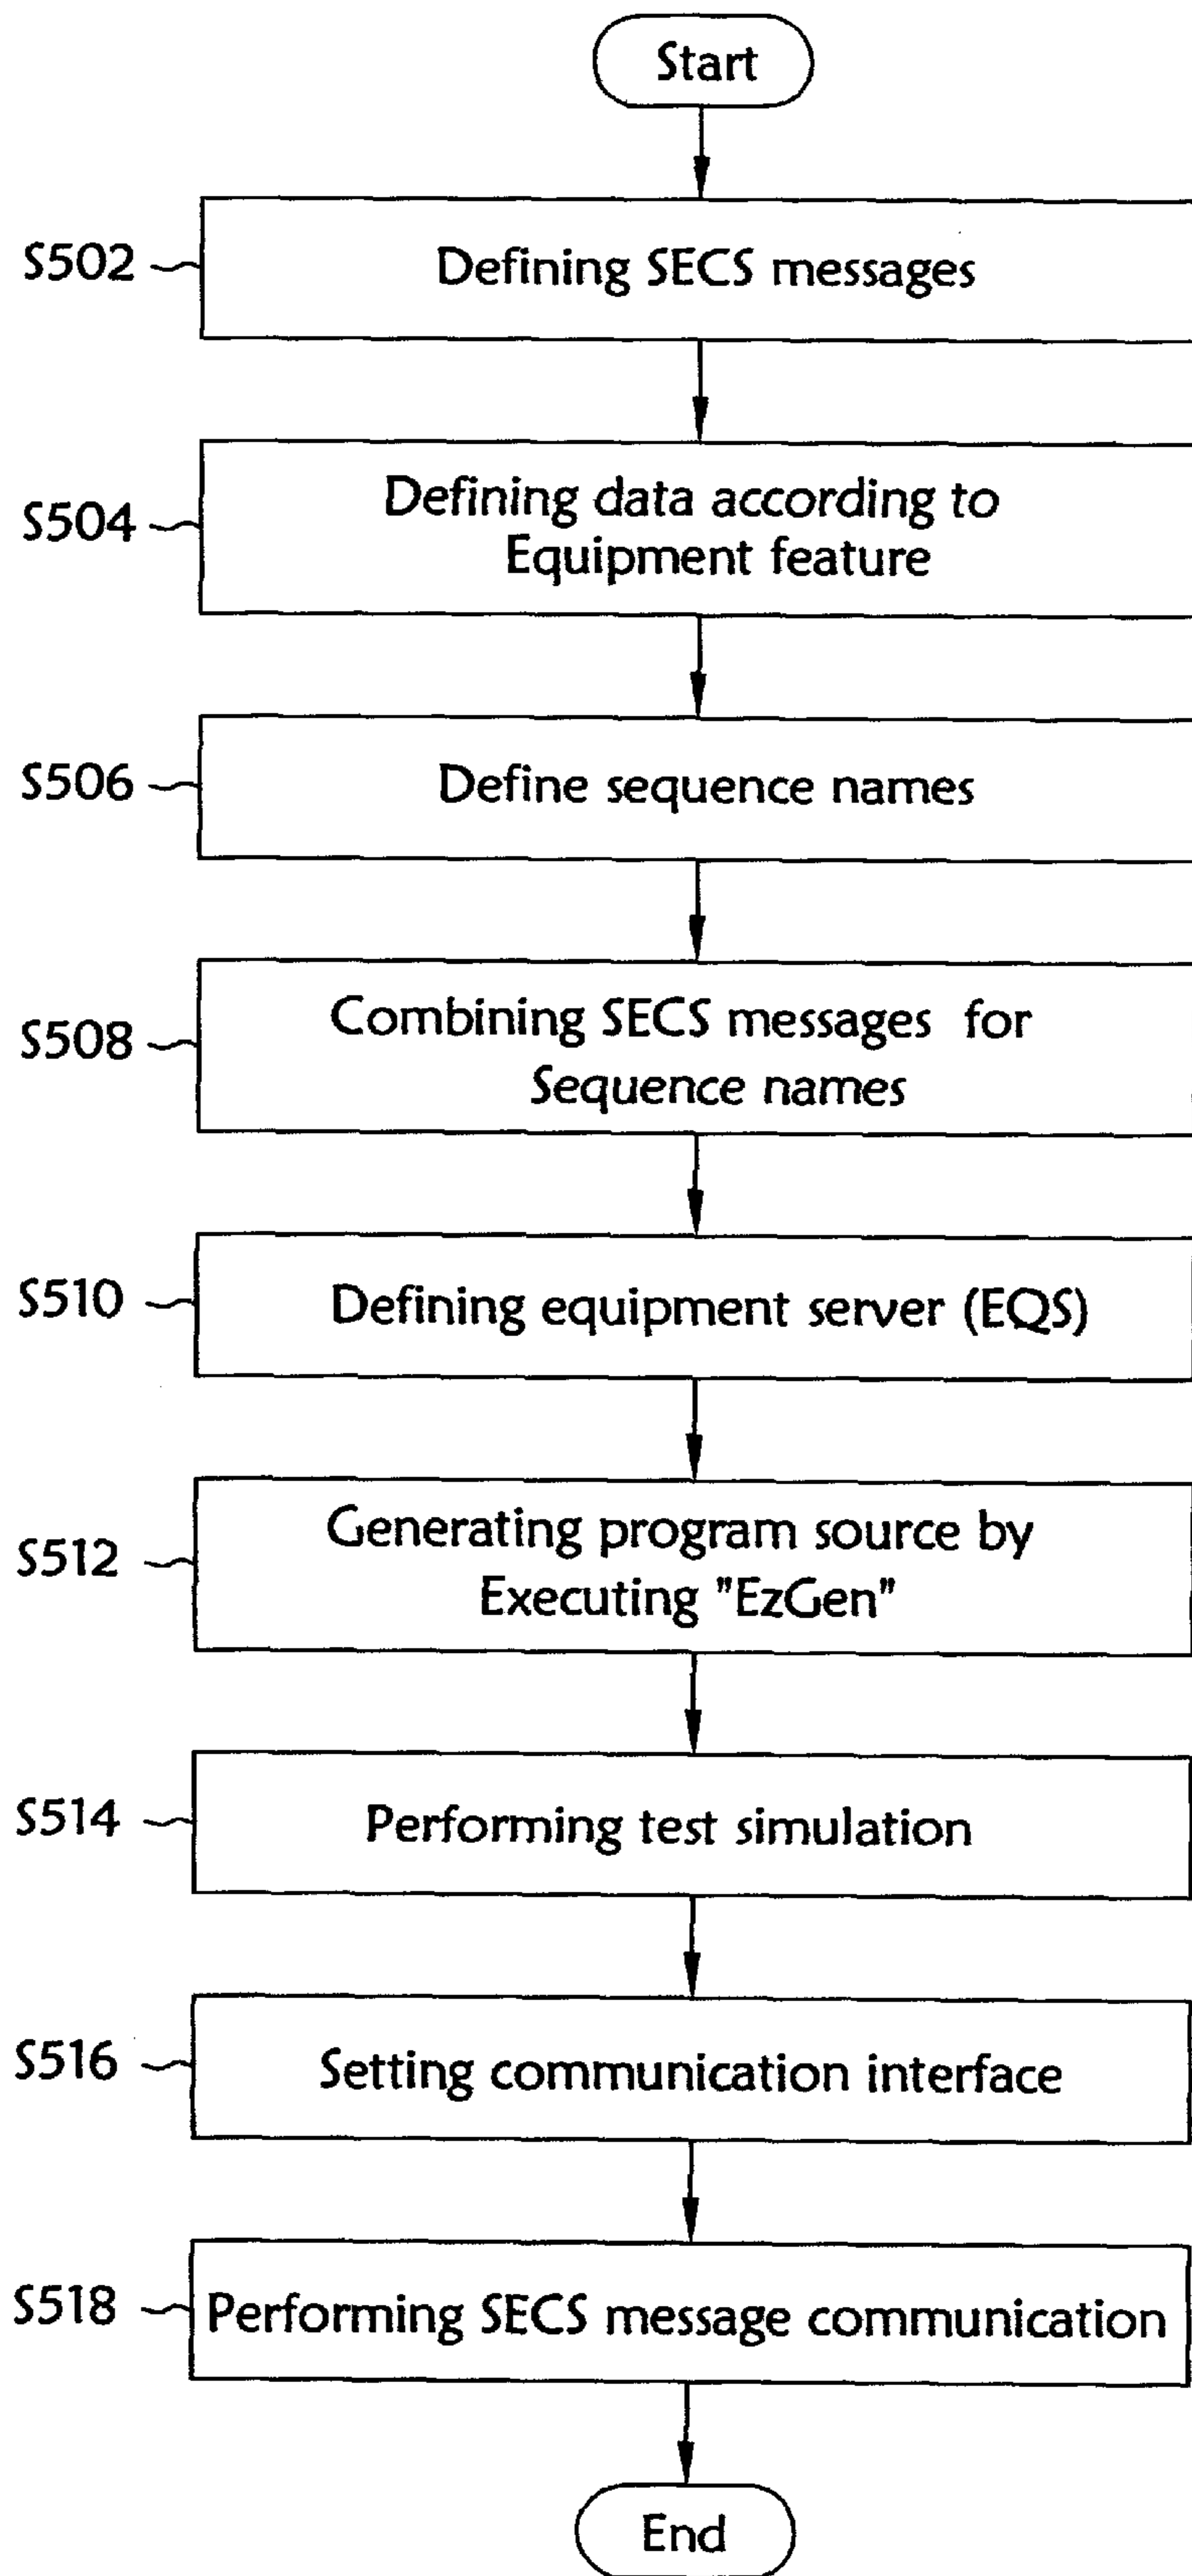 Start
S502
Defining SECS messages
S504
Defining data according to
Equipment feature
S506
Define sequence names
S508
Combining SECS messages for
Sequence names
S510
Defining equipment server (EQS)
S512
Generating program source by
Executing "EzGen"
S514
Performing test simulation
S516
Setting communication interface
S518
Performing SECS message communication
End